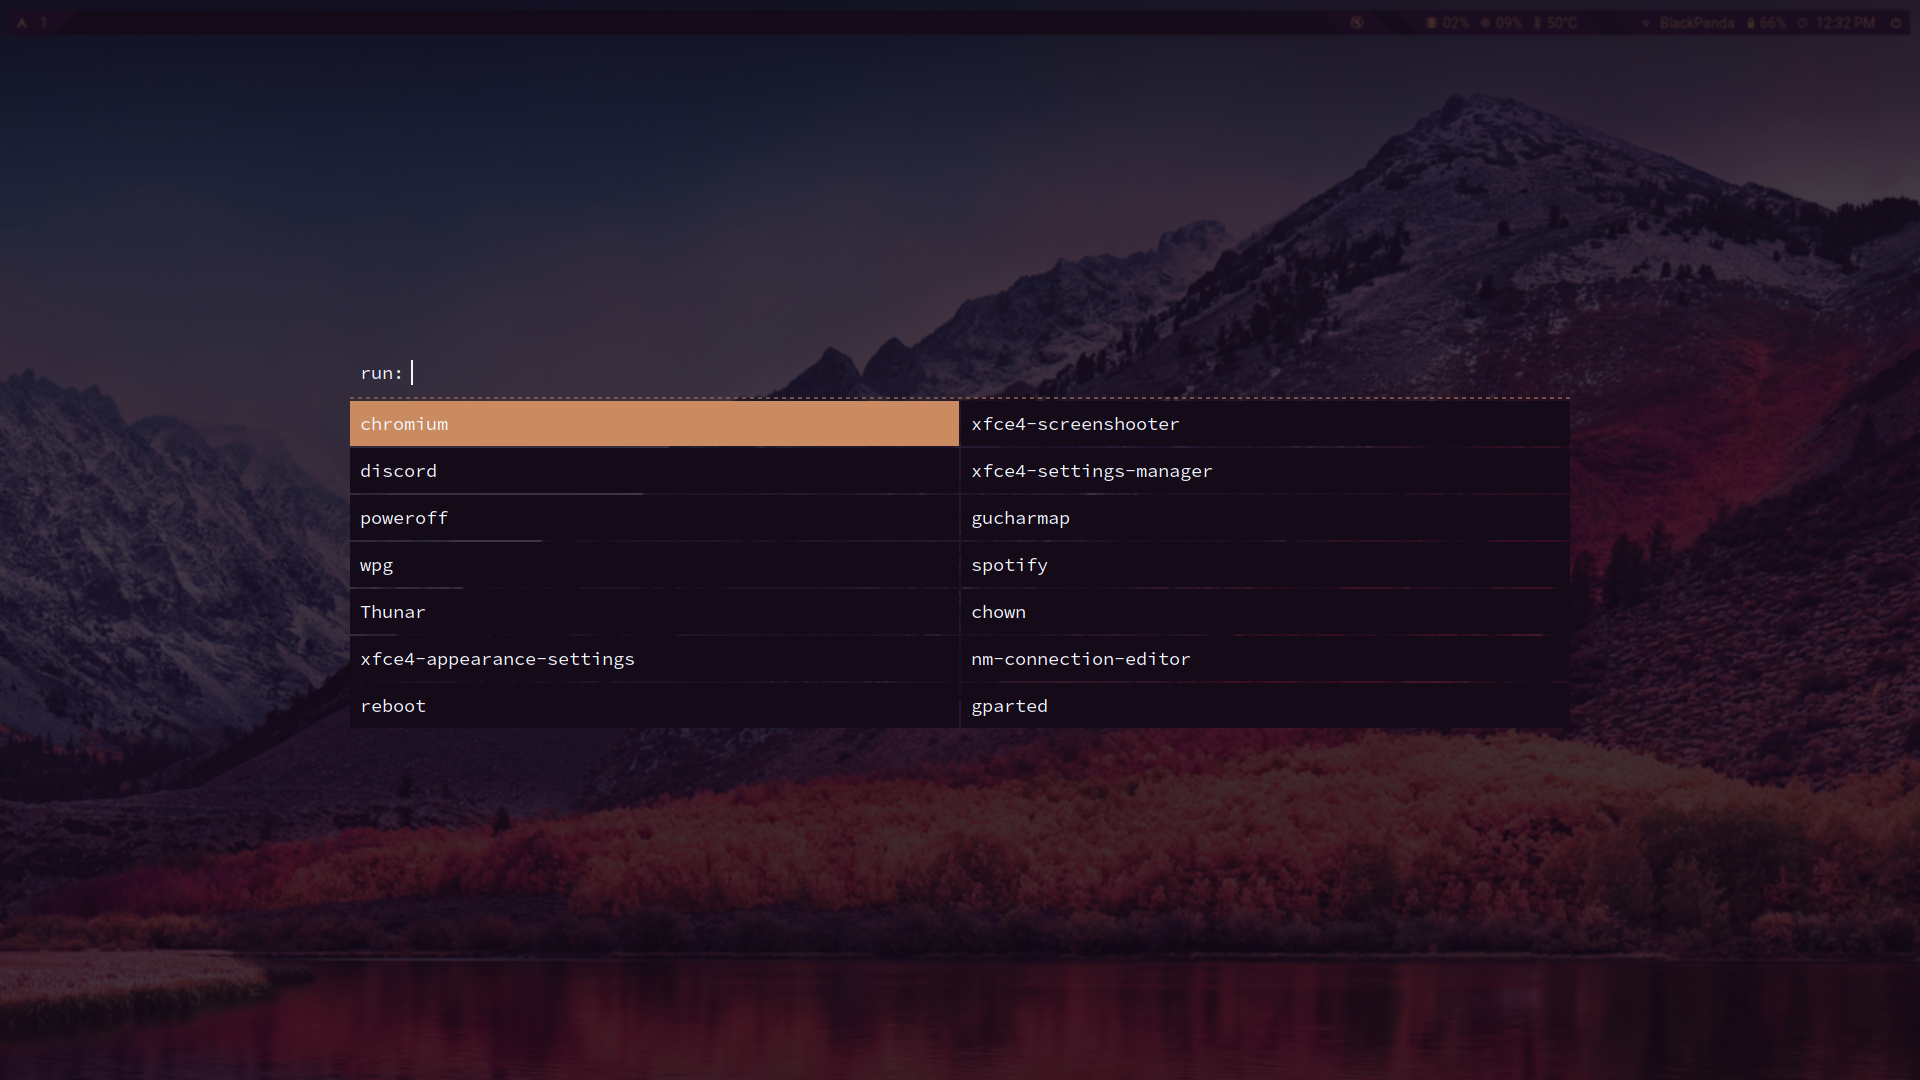 1 02% 09% 50°C BlackPanda 66% 12:32 PM
run:
chromium
discord
poweroff
wpg
Thunar
xfce4-appearance-settings
reboot
xfce4-screenshooter
xfce4-settings-manager
gucharmap
spotify
chown
nm-connection-editor
gparted